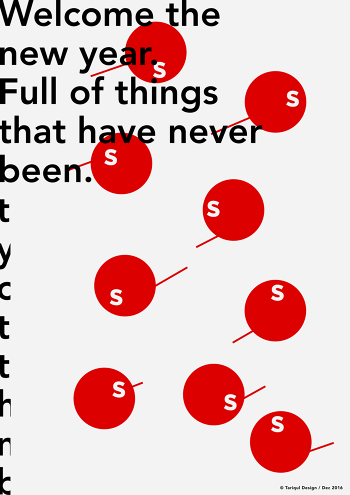 Welcome the
new year.
Full of things
that have never
been.
t
y
t
t
h
s
s
s
s
s
s
s
s
s
© Tariqul Design / Dec 2016